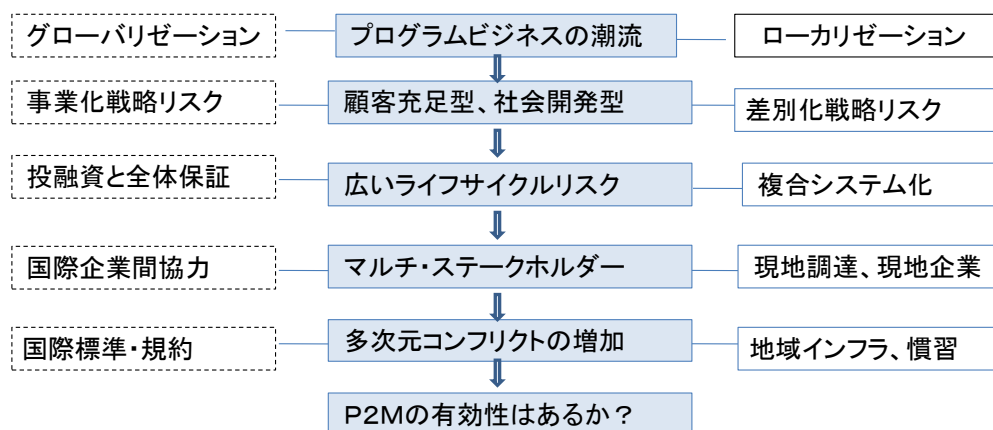 グローバリゼーション
プログラムビジネスの潮流
ローカリゼーション
事業化戦略リスク
顧客充足型、社会開発型
差別化戦略リスク
投融資と全体保証
広いライフサイクルリスク
複合システム化
国際企業間協力
マルチ・ステークホルダー
現地調達、現地企業
国際標準・規約
多次元コンフリクトの増加
地域インフラ、慣習
P2Mの有効性はあるか？